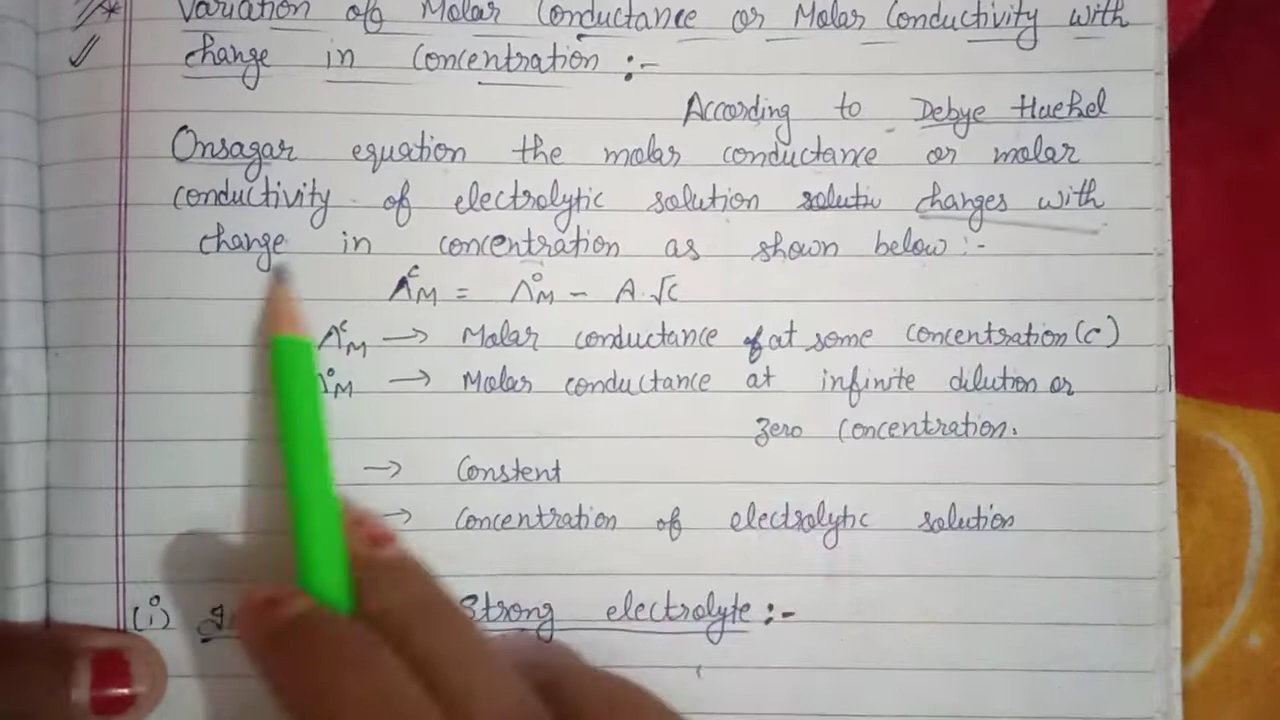 Variation of Molar Conductance or Molar Conductivity with
change in concentration :-
According to Debye Huckel
Onsagar equation the molar conductance or molar
conductivity of electrolytic solution solutio changes with
change in concentration as shown below :-
Λᶜ_M = Λ°_M - A.√C
Λᶜ_M → Molar conductance of at some concentration (C)
Λ°_M → Molar conductance at infinite dilution or
zero concentration.
→ Constent
→ Concentration of electrolytic solution
(i) Strong electrolyte :-